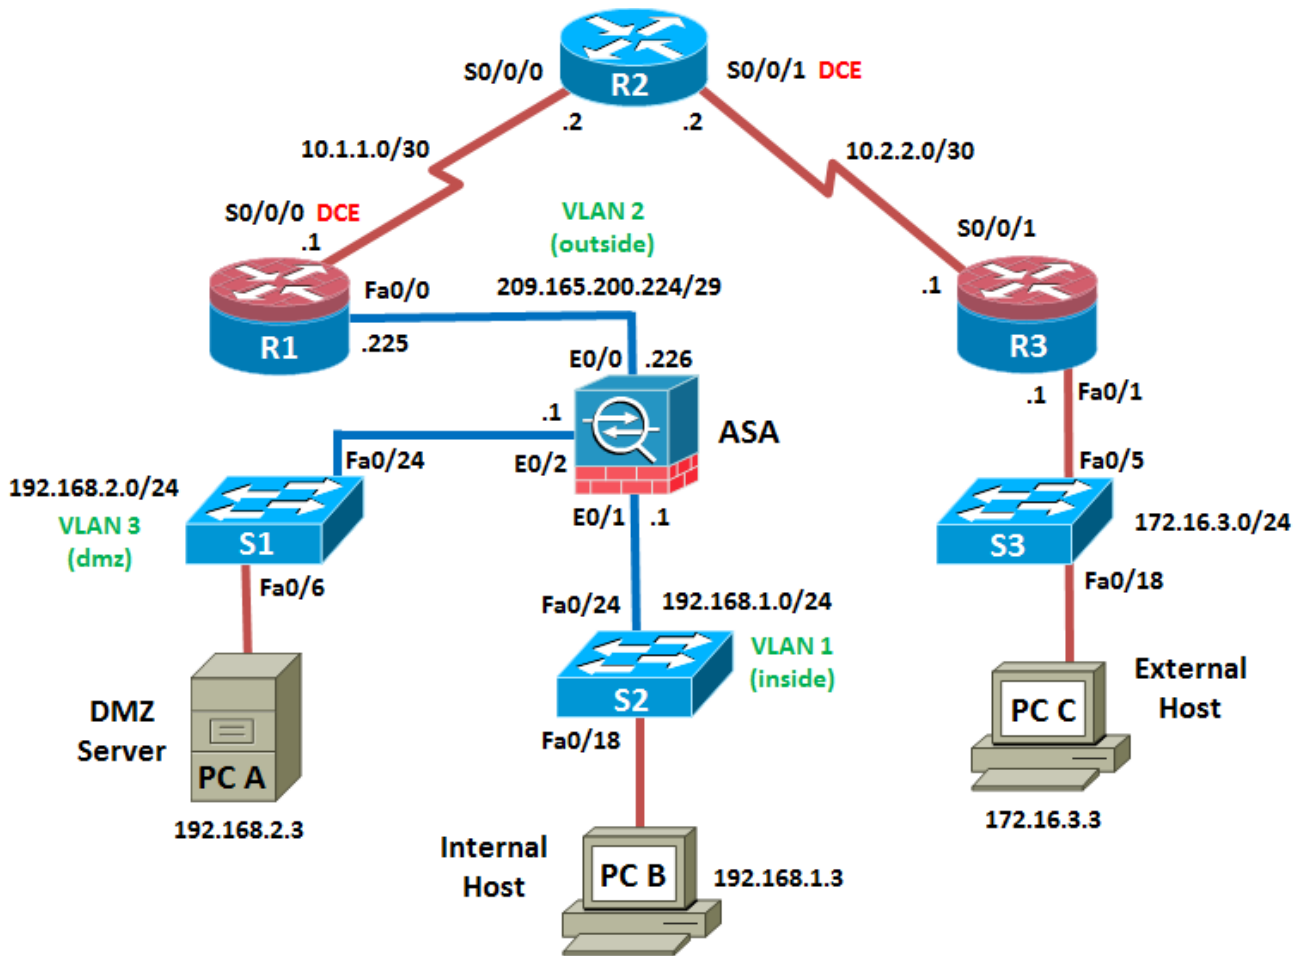 S0/0/0
R2
S0/0/1 DCE
.2
.2
10.1.1.0/30
10.2.2.0/30
S0/0/0 DCE
.1
VLAN 2
(outside)
S0/0/1
.1
Fa0/0
209.165.200.224/29
R1
.225
R3
E0/0
.226
.1
Fa0/1
.1
ASA
Fa0/24
E0/2
Fa0/5
192.168.2.0/24
VLAN 3
(dmz)
S1
E0/1
.1
S3
172.16.3.0/24
Fa0/6
Fa0/18
Fa0/24
192.168.1.0/24
VLAN 1
(inside)
S2
External
Host
PC C
DMZ
Server
Fa0/18
PC A
192.168.2.3
172.16.3.3
Internal
Host
PC B
192.168.1.3